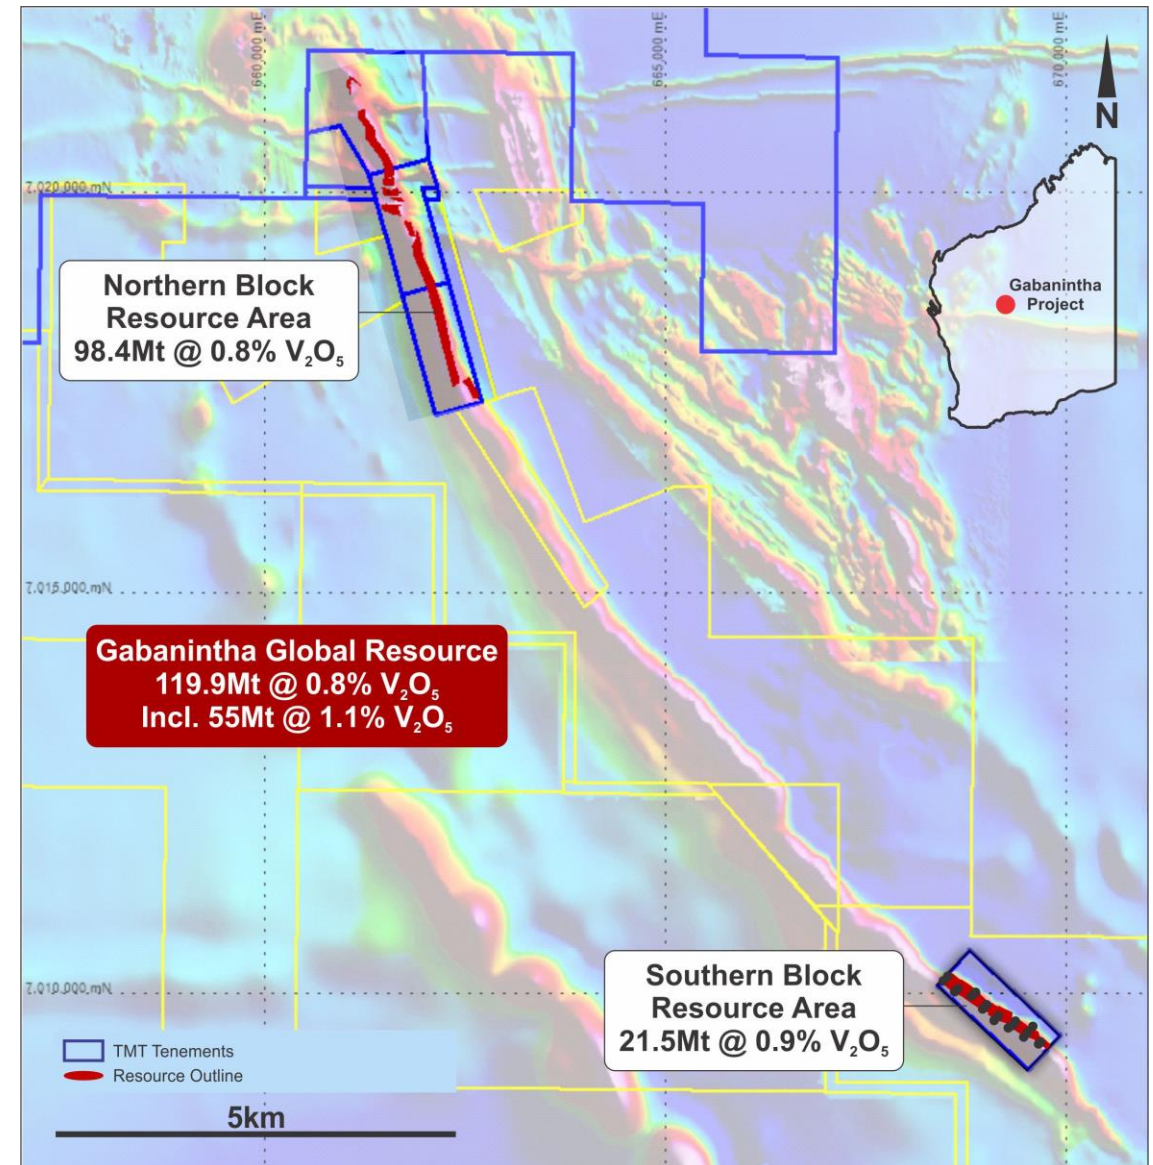 660,000 mE
665,000 mE
670,000 mE
N
7,020,000 mN
Gabanintha
Project
Northern Block
Resource Area
98.4Mt @ 0.8% V₂O₅
7,015,000 mN
Gabanintha Global Resource
119.9Mt @ 0.8% V₂O₅
Incl. 55Mt @ 1.1% V₂O₅
7,010,000 mN
Southern Block
Resource Area
21.5Mt @ 0.9% V₂O₅
TMT Tenements
Resource Outline
5km